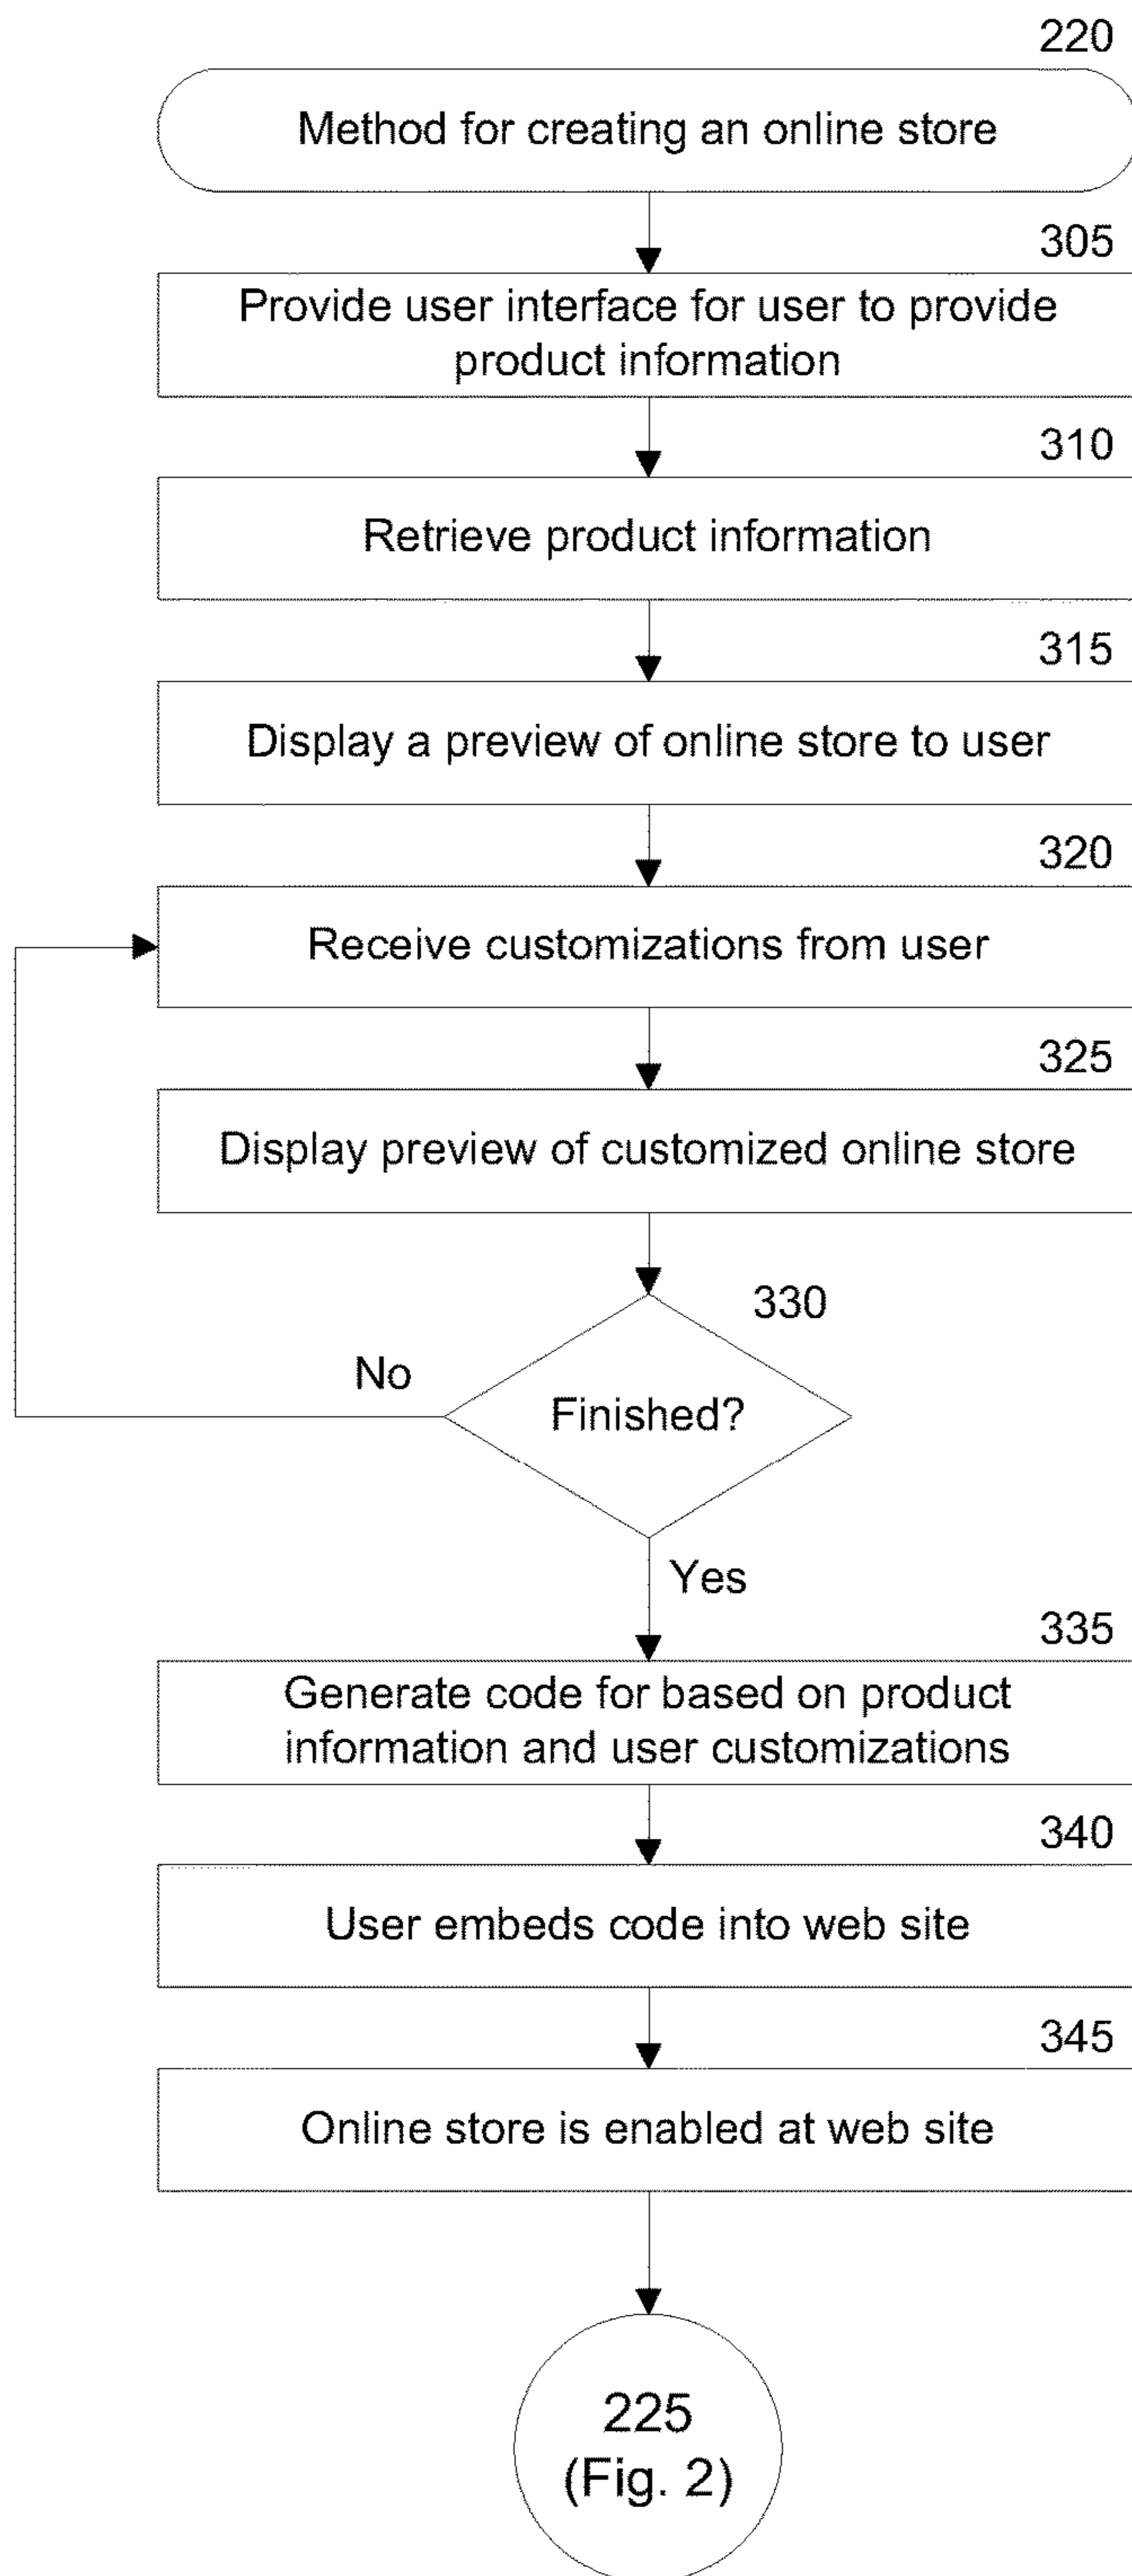 220
Method for creating an online store
305
Provide user interface for user to provide
product information
310
Retrieve product information
315
Display a preview of online store to user
320
Receive customizations from user
325
Display preview of customized online store
330
No
Finished?
Yes
335
Generate code for based on product
information and user customizations
340
User embeds code into web site
345
Online store is enabled at web site
225
(Fig. 2)